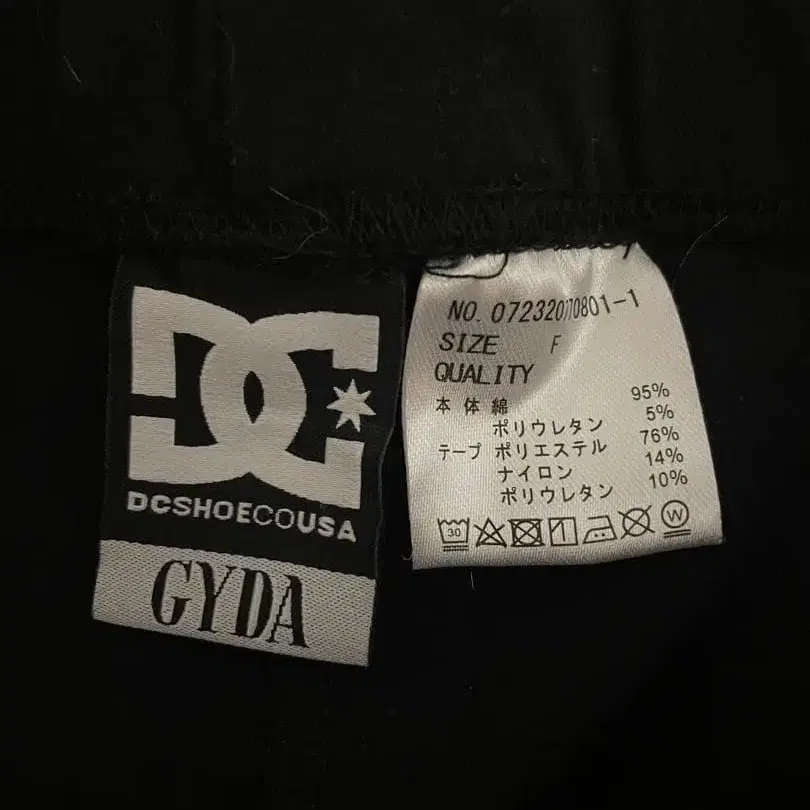 DC
DCSHOECOUSA
GYDA
NO. 072320770801-1
SIZE F
QUALITY
本体 綿 95%
ポリウレタン 5%
テープ ポリエステル 76%
ナイロン 14%
ポリウレタン 10%
30
W